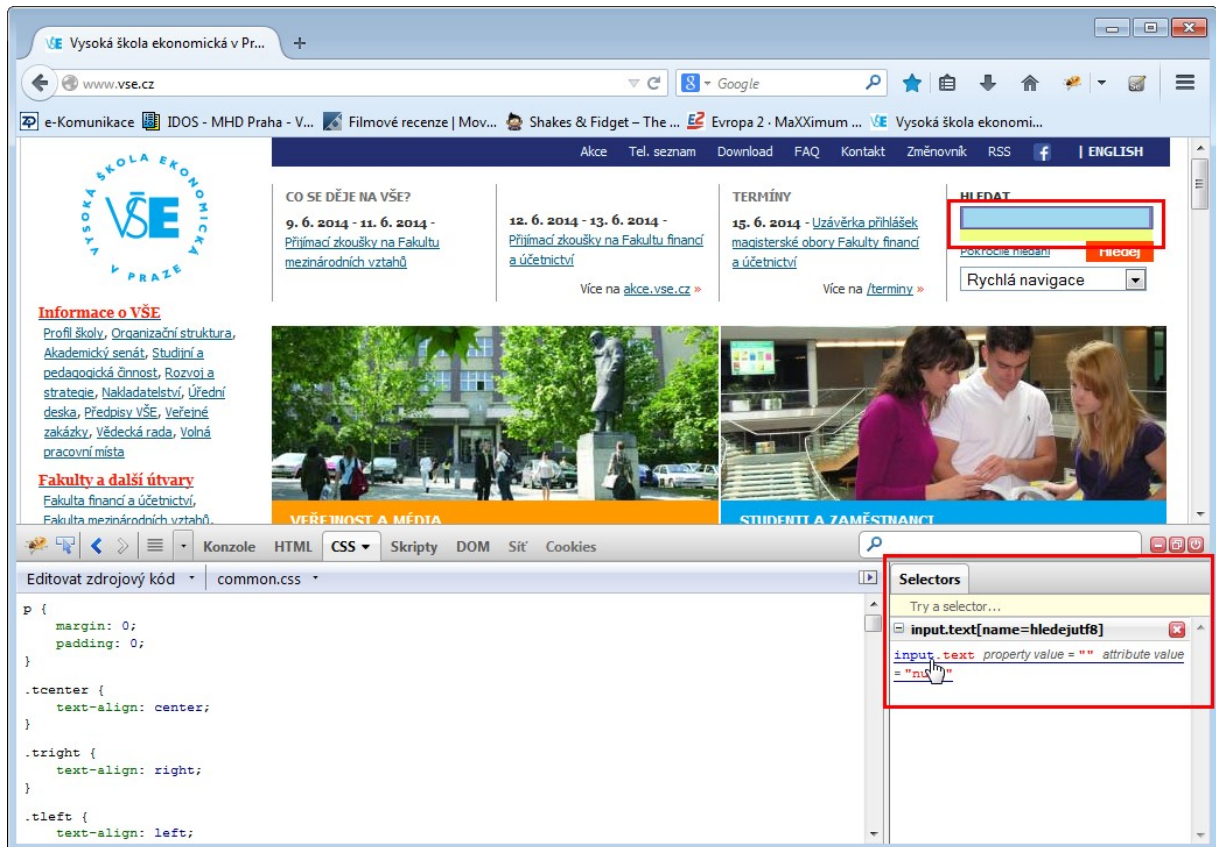 Vysoká škola ekonomická v Pr...
www.vse.cz
Google
e-Komunikace IDOS - MHD Praha - V... Filmové recenze | Mov... Shakes & Fidget – The ... Evropa 2 · MaXXimum ... Vysoká škola ekonomi...
Akce Tel. seznam Download FAQ Kontakt Změnovník RSS f | ENGLISH
VYSOKÁ ŠKOLA EKONOMICKÁ V PRAZE
VŠE
CO SE DĚJE NA VŠE?
9. 6. 2014 - 11. 6. 2014 -
Přijímací zkoušky na Fakultu
mezinárodních vztahů
12. 6. 2014 - 13. 6. 2014 -
Přijímací zkoušky na Fakultu financí
a účetnictví
Více na akce.vse.cz »
TERMÍNY
15. 6. 2014 - Uzávěrka přihlášek
magisterské obory Fakulty financí
a účetnictví
Více na /terminy »
HLEDAT
Pokročilé hledání Hledej
Rychlá navigace
Informace o VŠE
Profil školy, Organizační struktura,
Akademický senát, Studijní a
pedagogická činnost, Rozvoj a
strategie, Nakladatelství, Úřední
deska, Předpisy VŠE, Veřejné
zakázky, Vědecká rada, Volná
pracovní místa
Fakulty a další útvary
Fakulta financí a účetnictví,
Fakulta mezinárodních vztahů,
VEŘEJNOST A MÉDIA
STUDENTI A ZAMĚSTNANCI
Konzole HTML CSS Skripty DOM Síť Cookies
Editovat zdrojový kód common.css
p {
margin: 0;
padding: 0;
}
.tcenter {
text-align: center;
}
.tright {
text-align: right;
}
.tleft {
text-align: left;
Selectors
Try a selector...
input.text[name=hledejutf8]
input.text property value = "" attribute value
= "